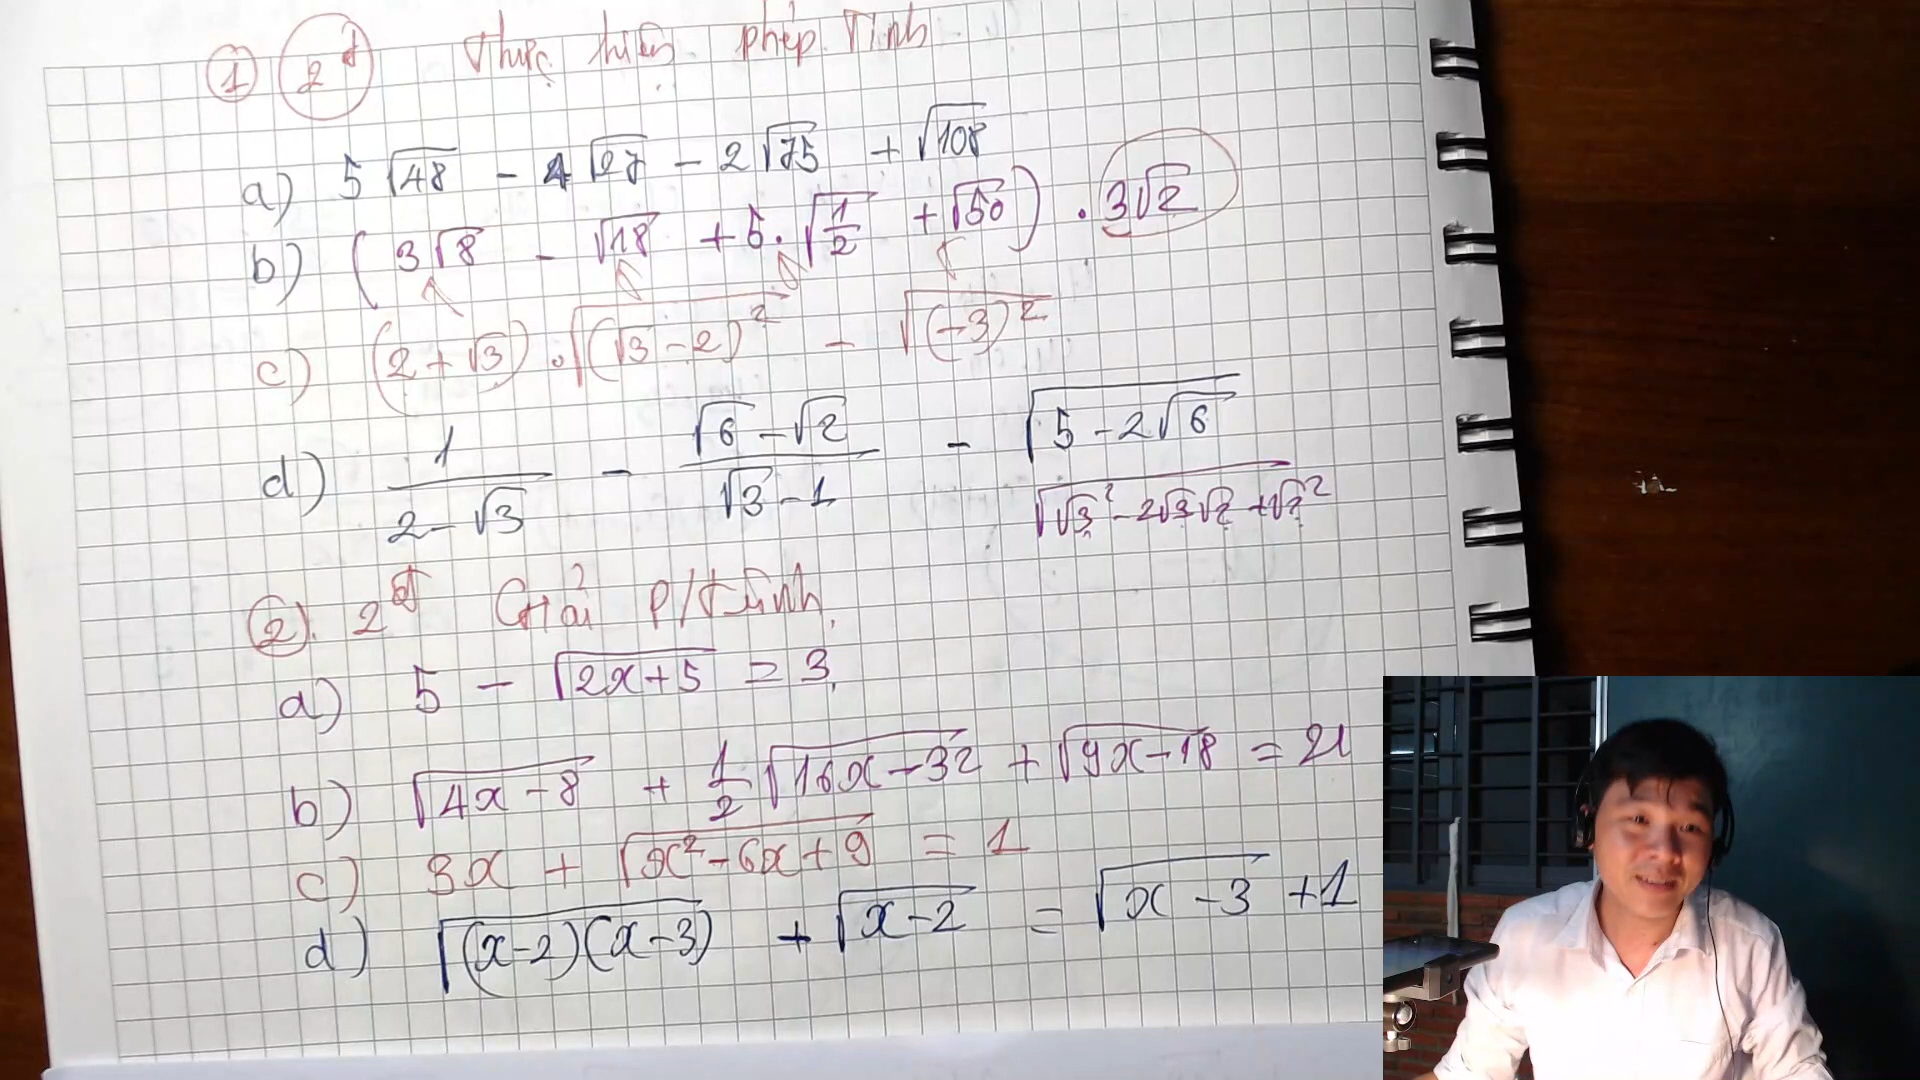 ① 2đ Thực hiện phép tính
a) 5√48 - 4√27 - 2√75 + √108
b) (3√8 - √18 + 5.√(1/2) + √50) . 3√2
c) (2 + √3) . √((√3 - 2)²) - √((-3)²)
d) 1/(2 - √3) - (√6 - √2)/(√3 - 1) - √(5 - 2√6)
√(√3² - 2√3√2 + √2²)
② 2đ Giải p/trình
a) 5 - √(2x+5) = 3
b) √(4x - 8) + 1/2 √(16x - 32) + √(9x - 18) = 21
c) 3x + √(x² - 6x + 9) = 1
d) √((x-2)(x-3)) + √(x-2) = √(x-3) + 1